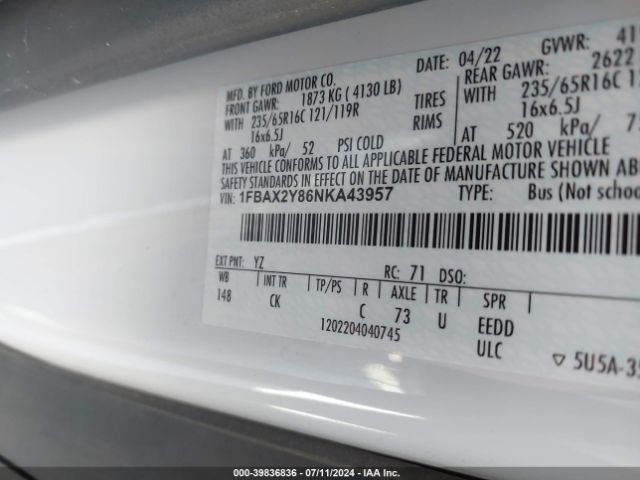 MFD. BY FORD MOTOR CO.
DATE: 04/22 GVWR:
FRONT GAWR: 1873 KG ( 4130 LB) REAR GAWR: 2622
WITH 235/65R16C 121/119R TIRES WITH 235/65R16C
16x6.5J RIMS 16x6.5J
AT 360 kPa/ 52 PSI COLD AT 520 kPa/
THIS VEHICLE CONFORMS TO ALL APPLICABLE FEDERAL MOTOR VEHICLE
SAFETY STANDARDS IN EFFECT ON THE DATE OF MANUFACTURE SHOWN ABO
VIN: 1FBAX2Y86NKA43957 TYPE: Bus (Not schoo
EXT PNT: YZ RC: 71 DSO:
WB INT TR TP/PS R AXLE TR SPR
148 CK C 73 U EEDD
1202204040745 ULC
5U5A-35
000-39836836 - 07/11/2024 - IAA Inc.